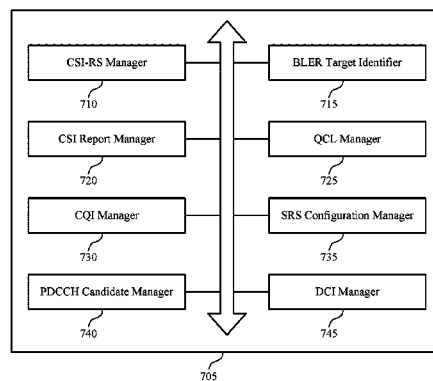 CSI-RS Manager
BLER Target Identifier
710
715
CSI Report Manager
QCL Manager
720
725
CQI Manager
SRS Configuration Manager
730
735
PDCCH Candidate Manager
DCI Manager
740
745
705